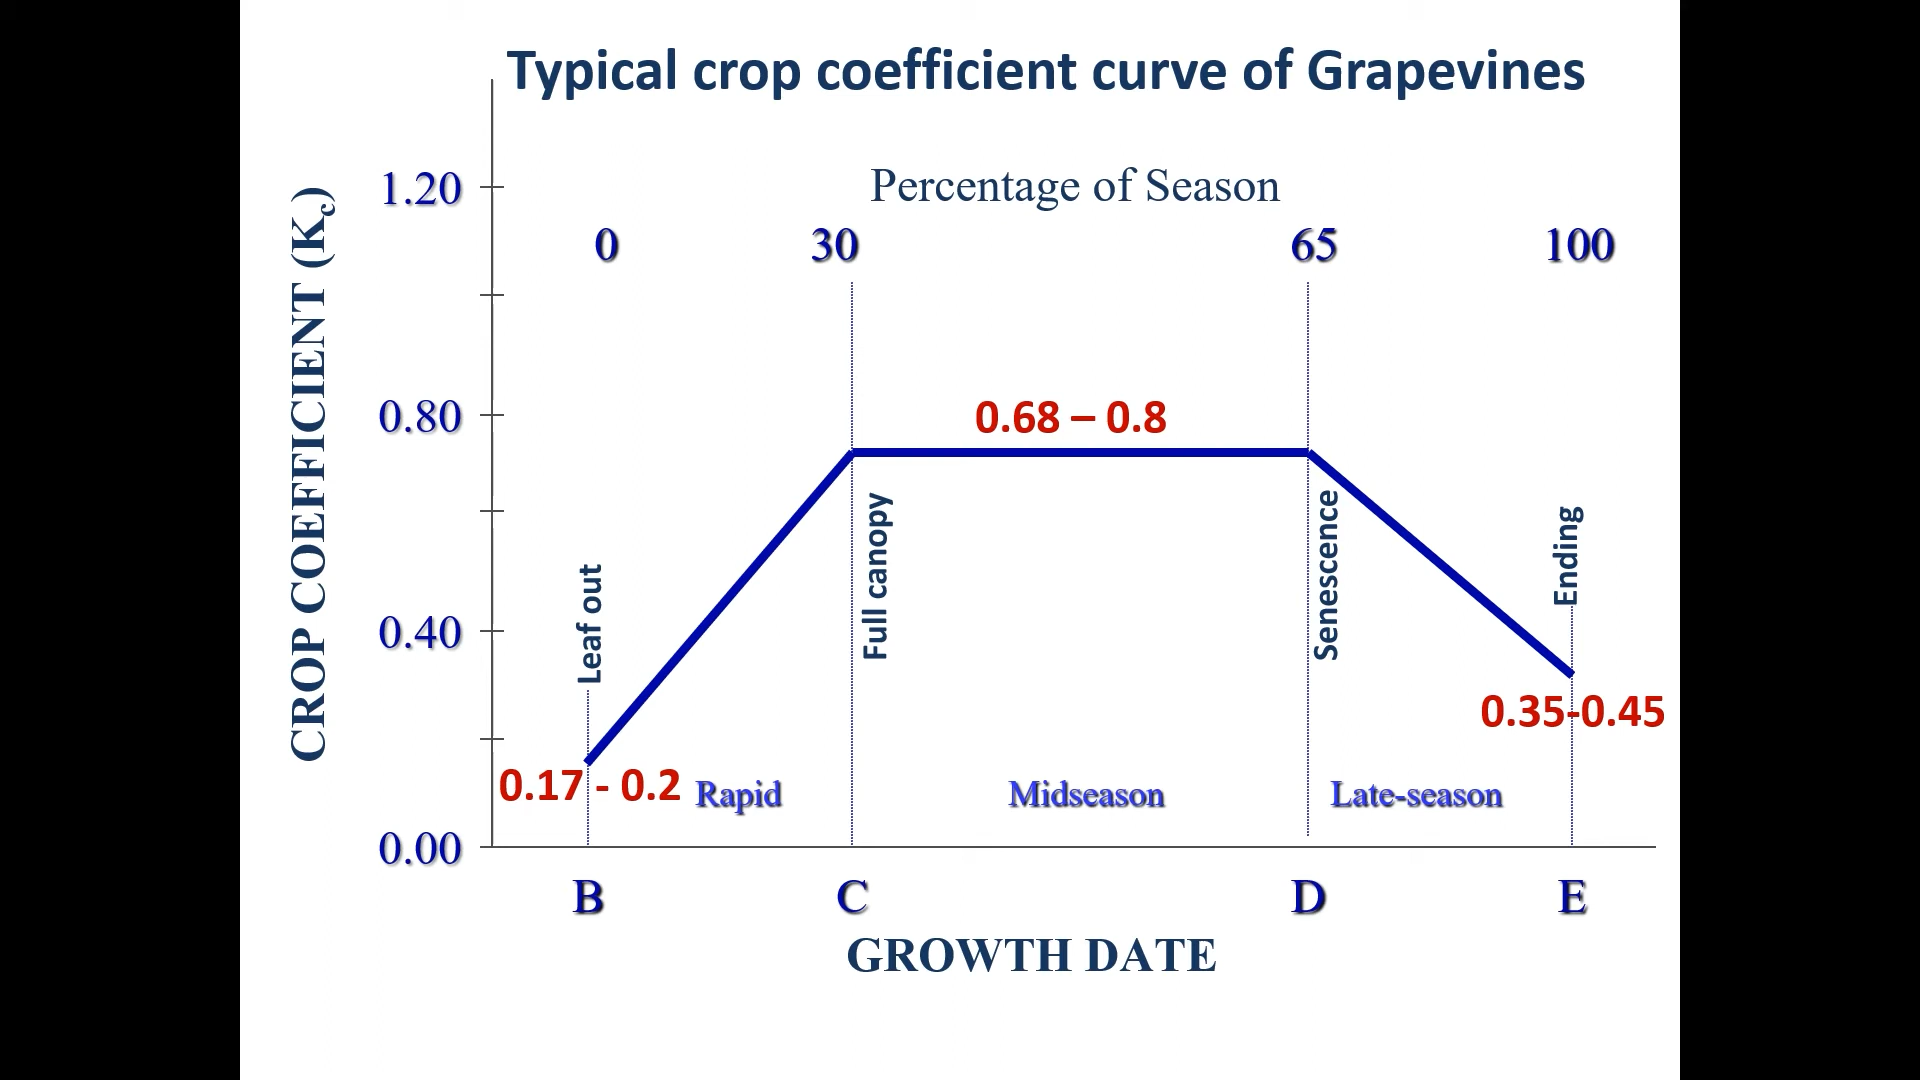 Typical crop coefficient curve of Grapevines
Percentage of Season
0 30 65 100
CROP COEFFICIENT (Kc)
1.20
0.80
0.40
0.00
0.68 – 0.8
Leaf out
Full canopy
Senescence
Ending
0.35-0.45
0.17 - 0.2
Rapid
Midseason
Late-season
B C D E
GROWTH DATE